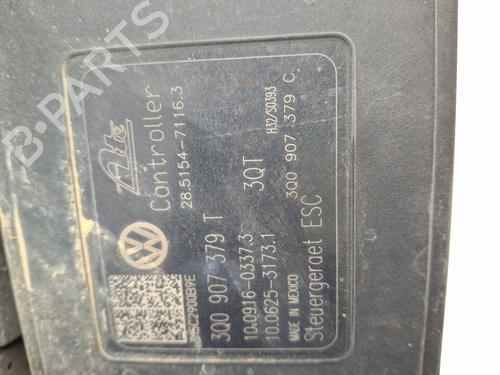 Ate
Controller
28.5154-7116.3
3Q0 907 379 T
3QT
H32/S0393
10.0916-0337.3
3Q0 907 379 C
10.0625-3173.1
MADE IN MEXICO
Steuergeraet ESC
B-PARTS